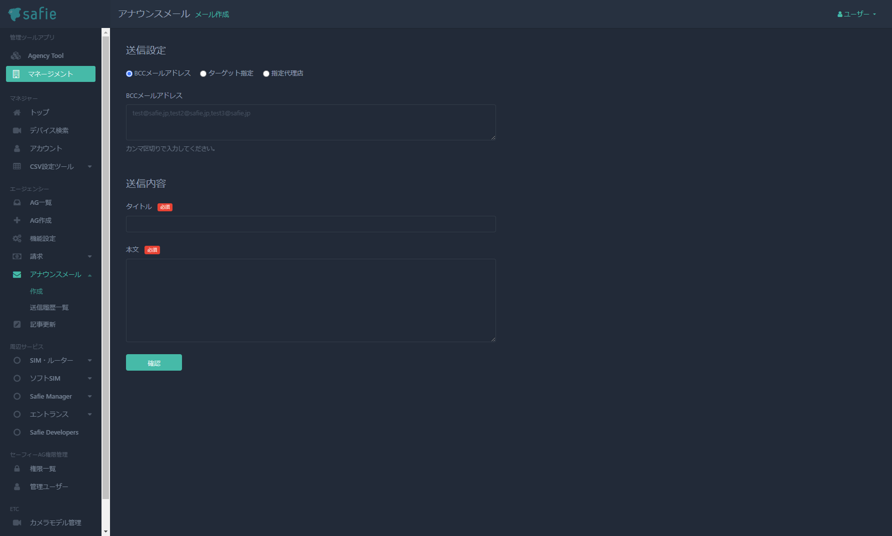 safie
アナウンスメール メール作成
ユーザー
管理ツールアプリ
Agency Tool
マネージメント
マネジャー
トップ
デバイス検索
アカウント
CSV設定ツール
エージェンシー
AG一覧
AG作成
機能設定
請求
アナウンスメール
作成
送信履歴一覧
記事更新
周辺サービス
SIM・ルーター
ソフトSIM
Safie Manager
エントランス
Safie Developers
セーフィーAG権限管理
権限一覧
管理ユーザー
ETC
カメラモデル管理
送信設定
BCCメールアドレス ターゲット指定 指定代理店
BCCメールアドレス
test@safie.jp,test2@safie.jp,test3@safie.jp
カンマ区切りで入力してください。
送信内容
タイトル 必須
本文 必須
確認